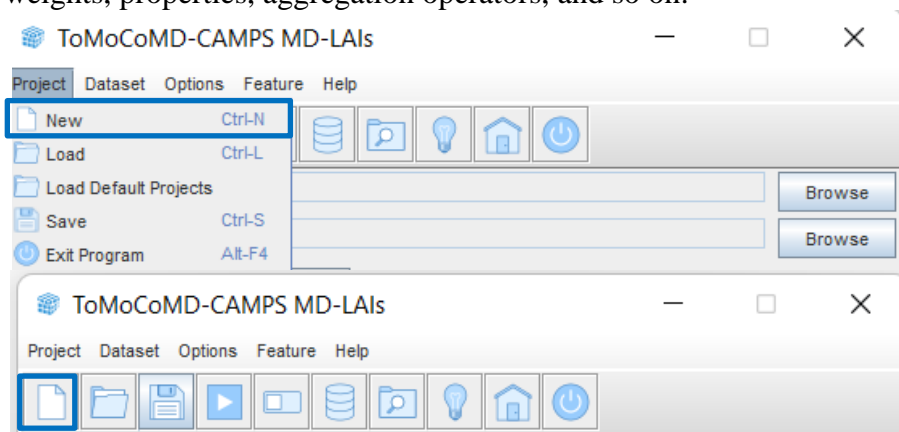 weights, properties, aggregation operators, and so on.
ToMoCoMD-CAMPS MD-LAIs
Project Dataset Options Feature Help
New Ctrl-N
Load Ctrl-L
Load Default Projects
Browse
Save Ctrl-S
Browse
Exit Program Alt-F4
ToMoCoMD-CAMPS MD-LAIs
Project Dataset Options Feature Help